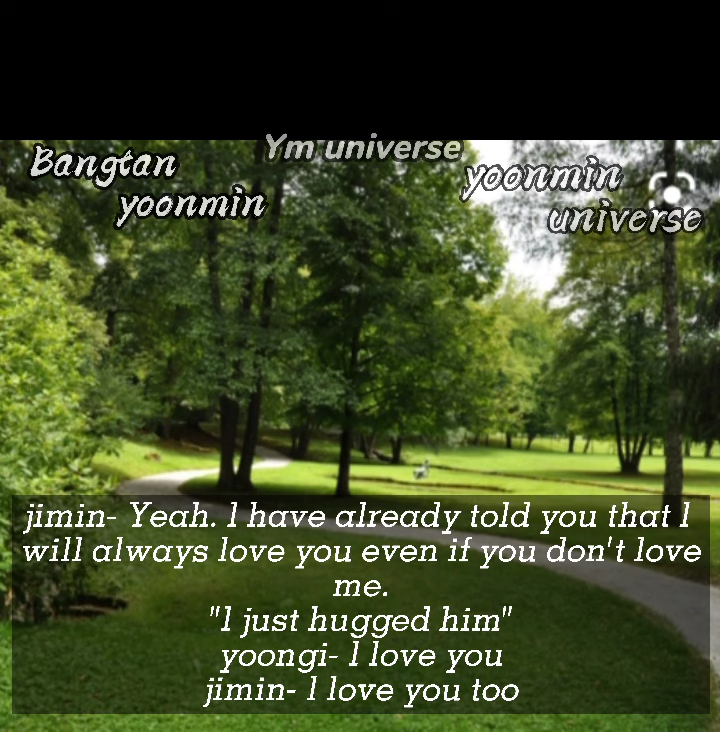 Ym universe
Bangtan
yoonmin
yoonmin
universe
jimin- Yeah. I have already told you that I
will always love you even if you don't love
me.
"I just hugged him"
yoongi- I love you
jimin- I love you too